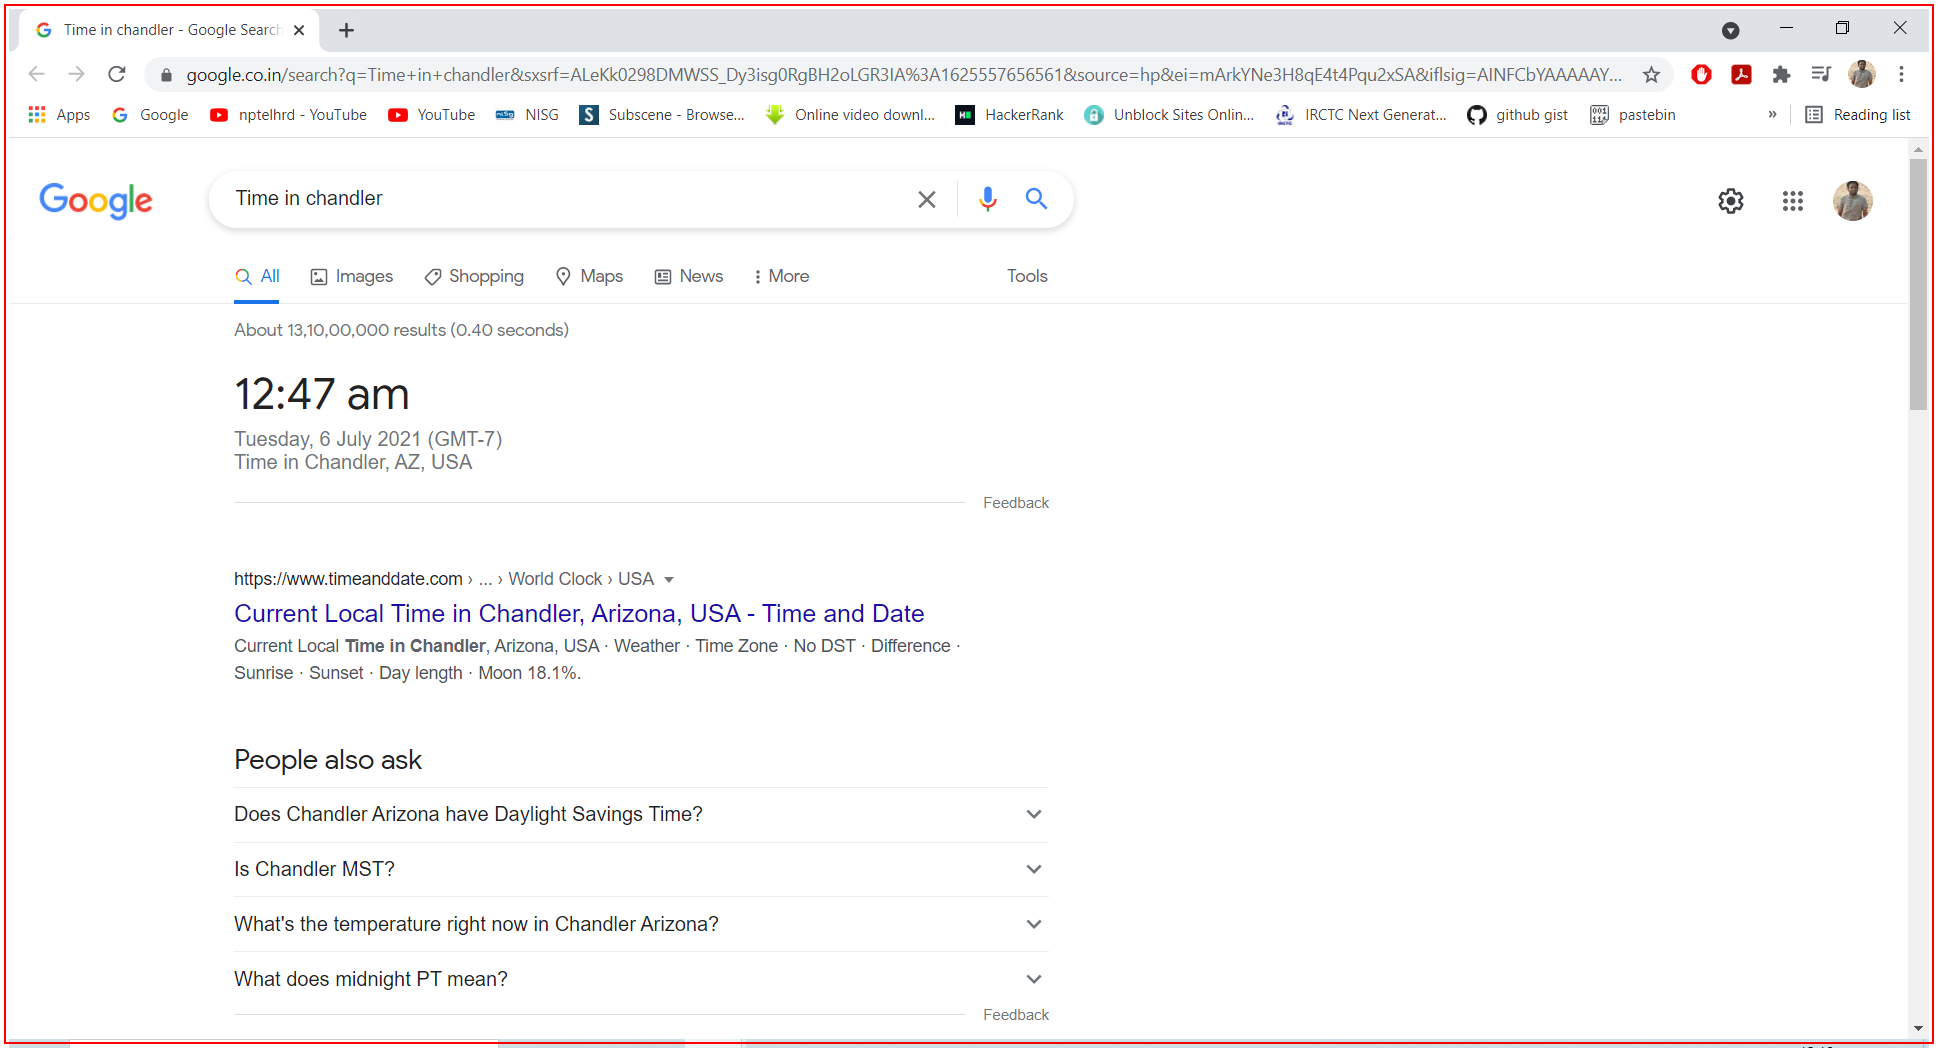 Time in chandler - Google Search
google.co.in/search?q=Time+in+chandler&sxsrf=ALeKk0298DMWSS_Dy3isg0RgBH2oLGR3IA%3A1625557656561&source=hp&ei=mArkYNe3H8qE4t4Pqu2xSA&iflsig=AINFCbYAAAAAY...
Apps Google nptelhrd - YouTube YouTube NISG Subscene - Browse... Online video downl... HackerRank Unblock Sites Onlin... IRCTC Next Generat... github gist pastebin » Reading list
Google
Time in chandler
All Images Shopping Maps News More Tools
About 13,10,00,000 results (0.40 seconds)
12:47 am
Tuesday, 6 July 2021 (GMT-7)
Time in Chandler, AZ, USA
Feedback
https://www.timeanddate.com › ... › World Clock › USA
Current Local Time in Chandler, Arizona, USA - Time and Date
Current Local Time in Chandler, Arizona, USA · Weather · Time Zone · No DST · Difference ·
Sunrise · Sunset · Day length · Moon 18.1%.
People also ask
Does Chandler Arizona have Daylight Savings Time?
Is Chandler MST?
What's the temperature right now in Chandler Arizona?
What does midnight PT mean?
Feedback